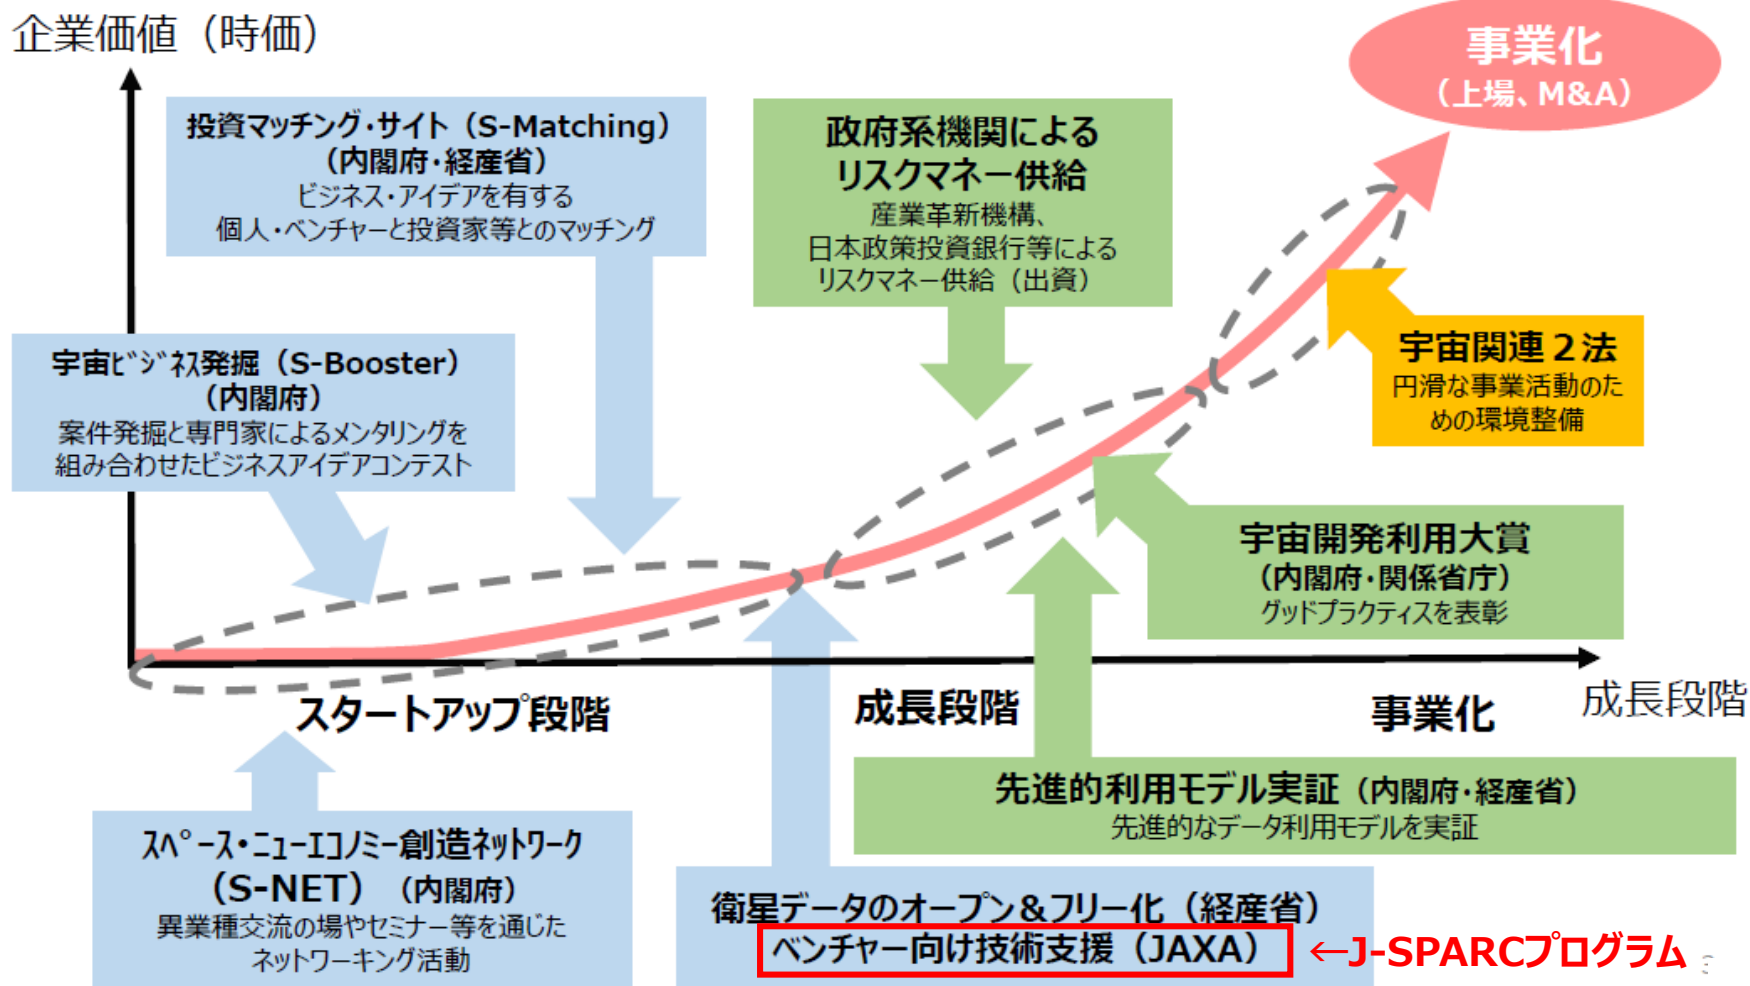 企業価値（時価）
事業化
（上場、M&A）
投資マッチング・サイト（S-Matching）
（内閣府・経産省）
ビジネス・アイデアを有する
個人・ベンチャーと投資家等とのマッチング
政府系機関による
リスクマネー供給
産業革新機構、
日本政策投資銀行等による
リスクマネー供給（出資）
宇宙ﾋﾞｼﾞﾈｽ発掘（S-Booster）
（内閣府）
案件発掘と専門家によるメンタリングを
組み合わせたビジネスアイデアコンテスト
宇宙関連２法
円滑な事業活動のた
めの環境整備
宇宙開発利用大賞
（内閣府・関係省庁）
グッドプラクティスを表彰
スタートアップ段階
成長段階
事業化
成長段階
先進的利用モデル実証（内閣府・経産省）
先進的なデータ利用モデルを実証
ｽﾍﾟｰｽ・ﾆｭｰｴｺﾉﾐｰ創造ﾈｯﾄﾜｰｸ
（S-NET）（内閣府）
異業種交流の場やセミナー等を通じた
ネットワーキング活動
衛星データのオープン＆フリー化（経産省）
ベンチャー向け技術支援（JAXA）
←J-SPARCプログラム